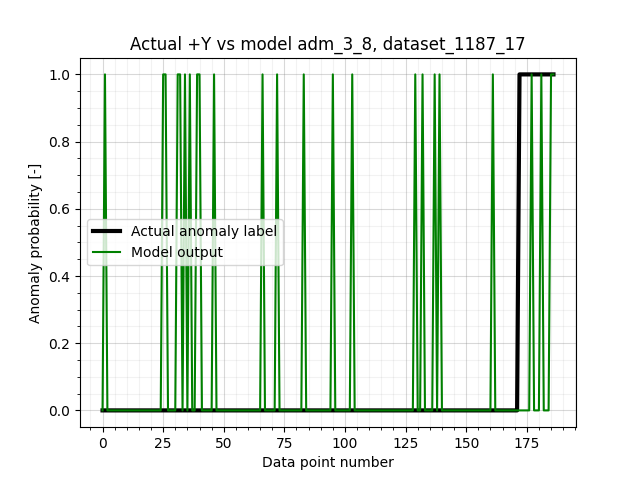 Actual +Y vs model adm_3_8, dataset_1187_17
Anomaly probability [-]
1.0
0.8
0.6
0.4
0.2
0.0
Actual anomaly label
Model output
0 25 50 75 100 125 150 175
Data point number